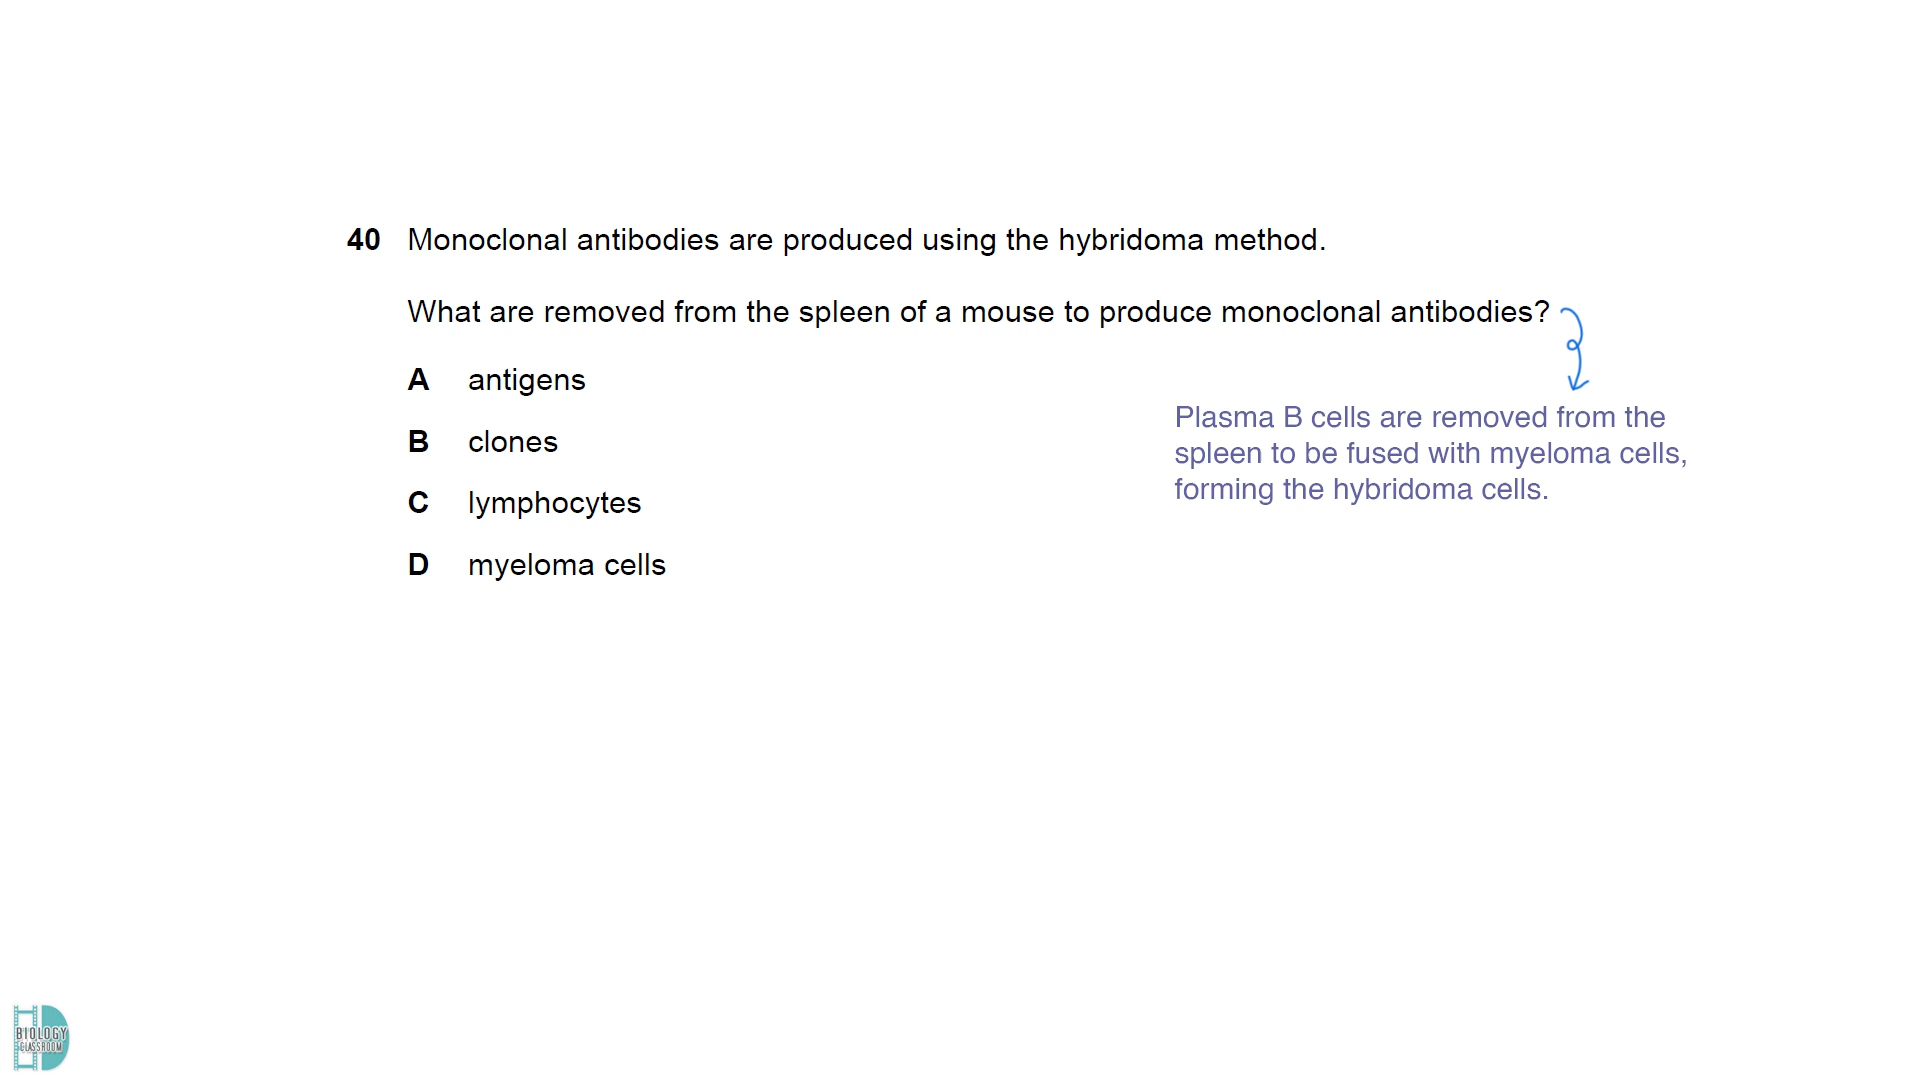 40 Monoclonal antibodies are produced using the hybridoma method.
What are removed from the spleen of a mouse to produce monoclonal antibodies?
A antigens
B clones
C lymphocytes
D myeloma cells
Plasma B cells are removed from the
spleen to be fused with myeloma cells,
forming the hybridoma cells.
BIOLOGY
CLASSROOM